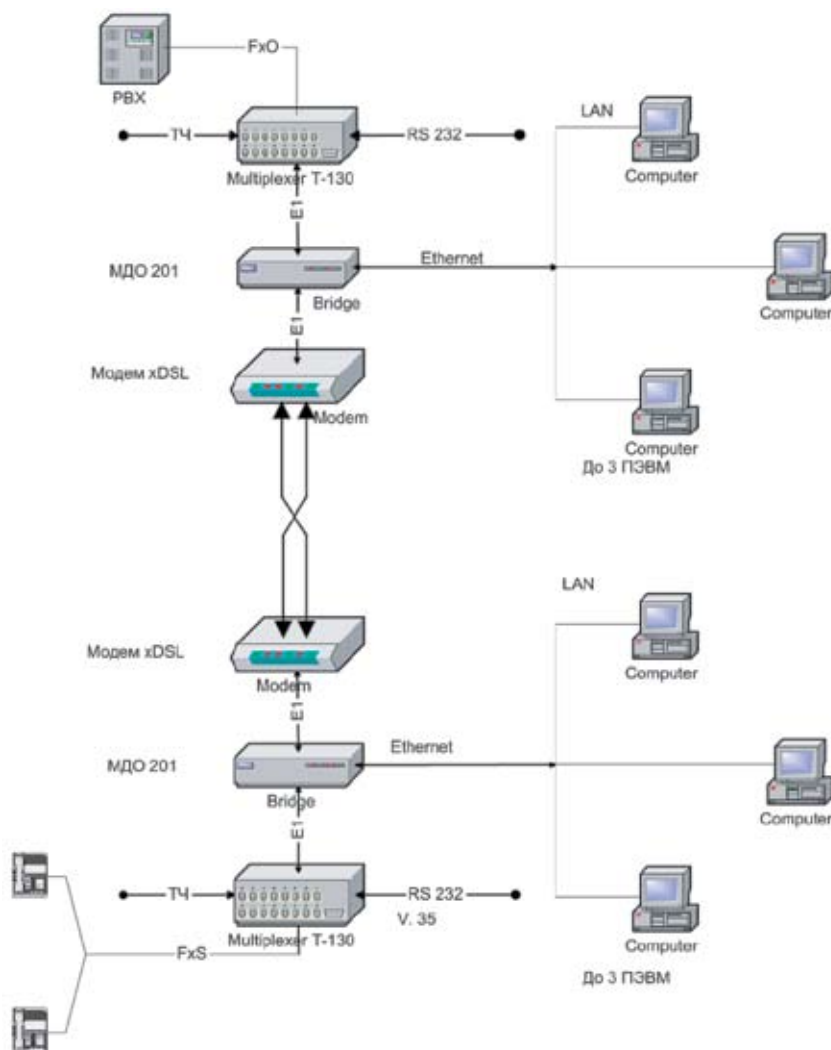 FxO
PBX
LAN
ТЧ
RS 232
Multiplexer T-130
Computer
E1
Ethernet
МДО 201
Bridge
Computer
E1
Модем xDSL
Modem
Computer
До 3 ПЭВМ
LAN
Модем xDSL
Modem
Computer
E1
Ethernet
МДО 201
Bridge
Computer
E1
ТЧ
RS 232
V. 35
Multiplexer T-130
Computer
FxS
До 3 ПЭВМ